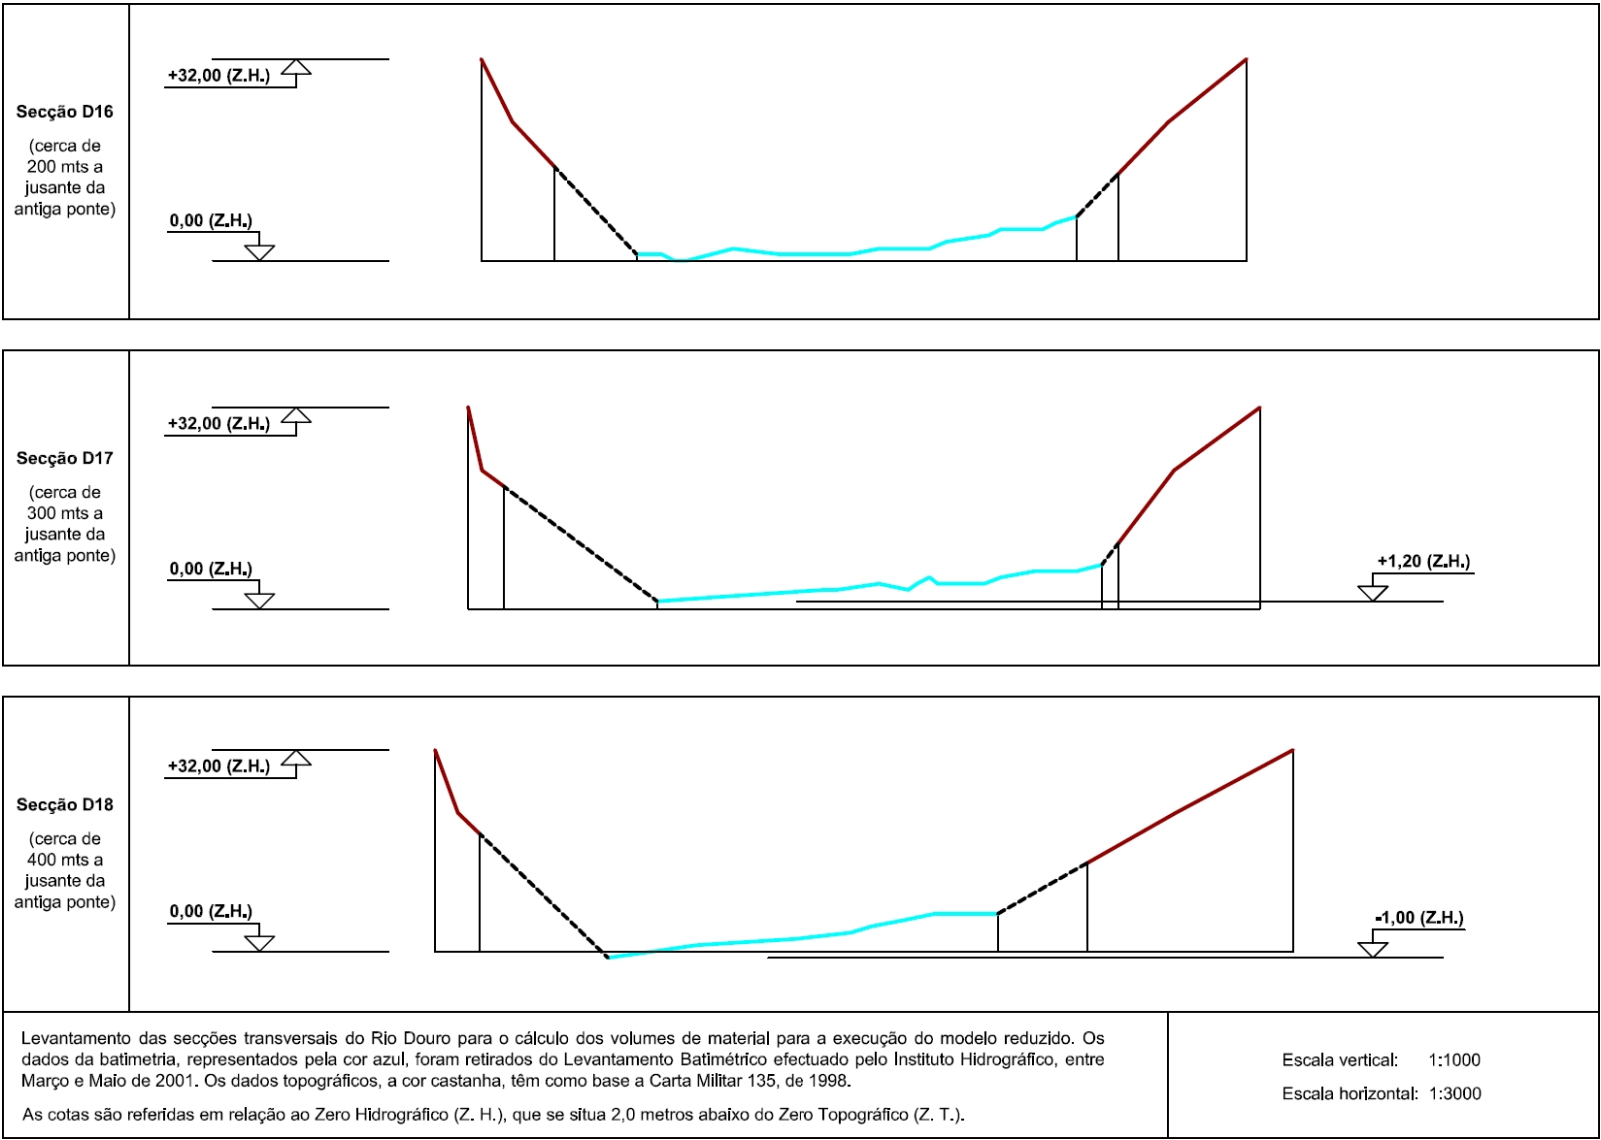 Secção D16
(cerca de
200 mts a
jusante da
antiga ponte)
+32,00 (Z.H.)
0,00 (Z.H.)
Secção D17
(cerca de
300 mts a
jusante da
antiga ponte)
+32,00 (Z.H.)
0,00 (Z.H.)
+1,20 (Z.H.)
Secção D18
(cerca de
400 mts a
jusante da
antiga ponte)
+32,00 (Z.H.)
0,00 (Z.H.)
-1,00 (Z.H.)
Levantamento das secções transversais do Rio Douro para o cálculo dos volumes de material para a execução do modelo reduzido. Os
dados da batimetria, representados pela cor azul, foram retirados do Levantamento Batimétrico efectuado pelo Instituto Hidrográfico, entre
Março e Maio de 2001. Os dados topográficos, a cor castanha, têm como base a Carta Militar 135, de 1998.
As cotas são referidas em relação ao Zero Hidrográfico (Z. H.), que se situa 2,0 metros abaixo do Zero Topográfico (Z. T.).
Escala vertical: 1:1000
Escala horizontal: 1:3000